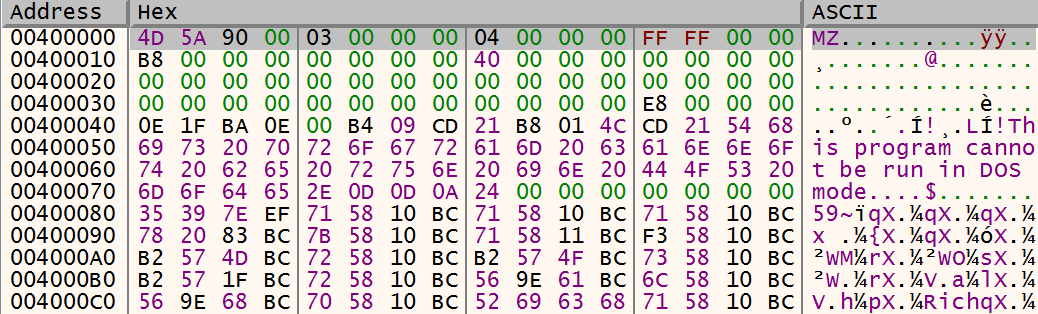 Address Hex ASCII
00400000 4D 5A 90 00 03 00 00 00 04 00 00 00 FF FF 00 00 MZ..........ÿÿ..
00400010 B8 00 00 00 00 00 00 00 40 00 00 00 00 00 00 00 ¸.......@.......
00400020 00 00 00 00 00 00 00 00 00 00 00 00 00 00 00 00 ................
00400030 00 00 00 00 00 00 00 00 00 00 00 00 E8 00 00 00 ............è...
00400040 0E 1F BA 0E 00 B4 09 CD 21 B8 01 4C CD 21 54 68 ..º..´.Í!¸.LÍ!Th
00400050 69 73 20 70 72 6F 67 72 61 6D 20 63 61 6E 6E 6F is program canno
00400060 74 20 62 65 20 72 75 6E 20 69 6E 20 44 4F 53 20 t be run in DOS
00400070 6D 6F 64 65 2E 0D 0D 0A 24 00 00 00 00 00 00 00 mode....$.......
00400080 35 39 7E EF 71 58 10 BC 71 58 10 BC 71 58 10 BC 59~ïqX.¼qX.¼qX.¼
00400090 78 20 83 BC 7B 58 10 BC 71 58 11 BC F3 58 10 BC x .¼{X.¼qX.¼óX.¼
004000A0 B2 57 4D BC 72 58 10 BC B2 57 4F BC 73 58 10 BC ²WM¼rX.¼²WO¼sX.¼
004000B0 B2 57 1F BC 72 58 10 BC 56 9E 61 BC 6C 58 10 BC ²W.¼rX.¼V.a¼lX.¼
004000C0 56 9E 68 BC 70 58 10 BC 52 69 63 68 71 58 10 BC V.h¼pX.¼RichqX.¼